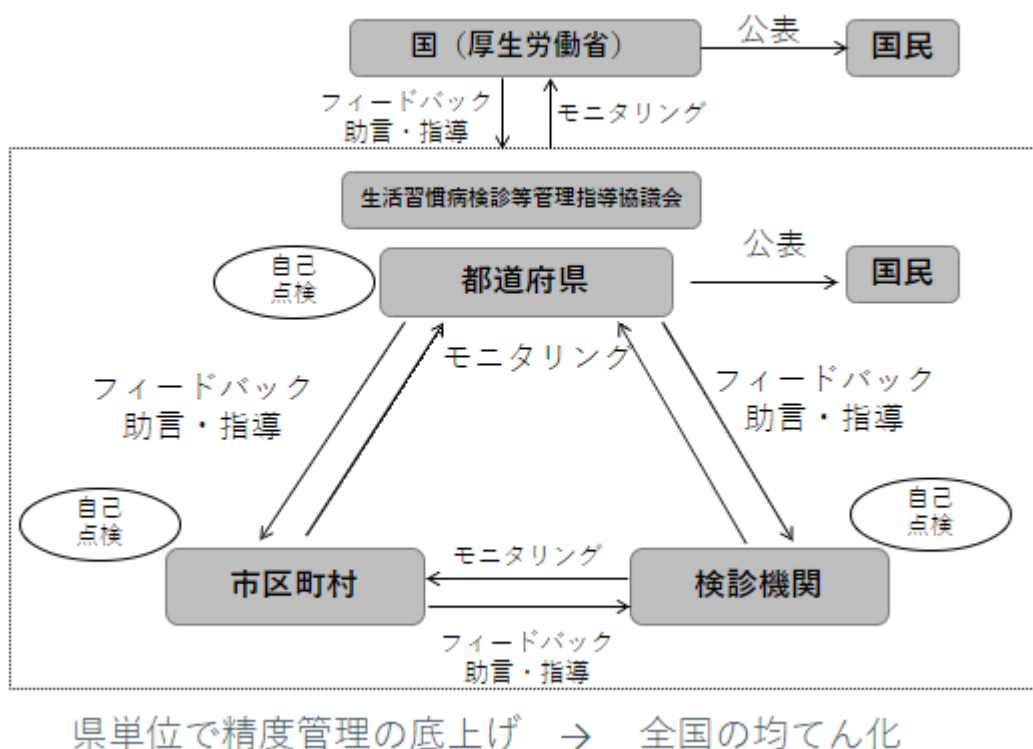 国（厚生労働省）
公表
国民
フィードバック
助言・指導
モニタリング
生活習慣病検診等管理指導協議会
自己
点検
都道府県
公表
国民
モニタリング
フィードバック
助言・指導
フィードバック
助言・指導
自己
点検
自己
点検
市区町村
モニタリング
検診機関
フィードバック
助言・指導
県単位で精度管理の底上げ → 全国の均てん化